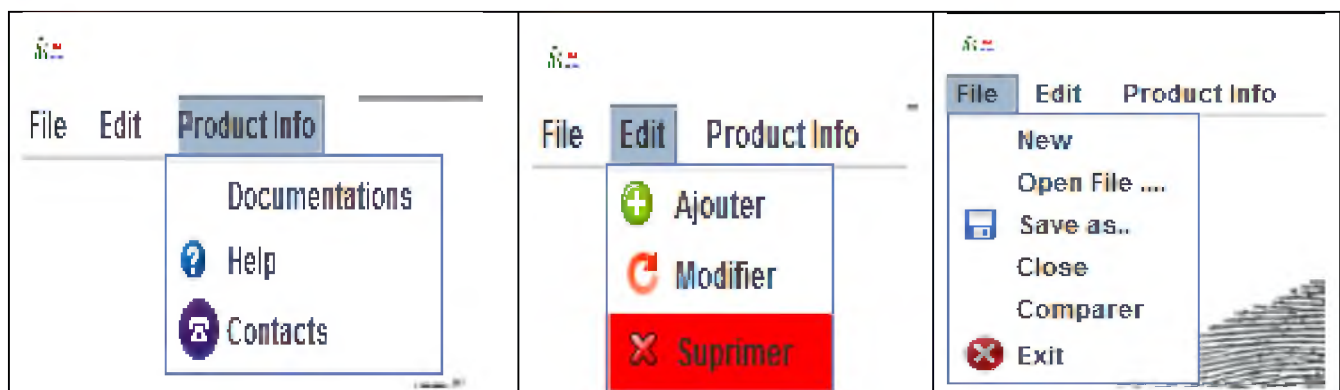 File Edit Product Info
Documentations
Help
Contacts
File Edit Product Info
Ajouter
Modifier
Suprimer
File Edit Product Info
New
Open File ....
Save as..
Close
Comparer
Exit